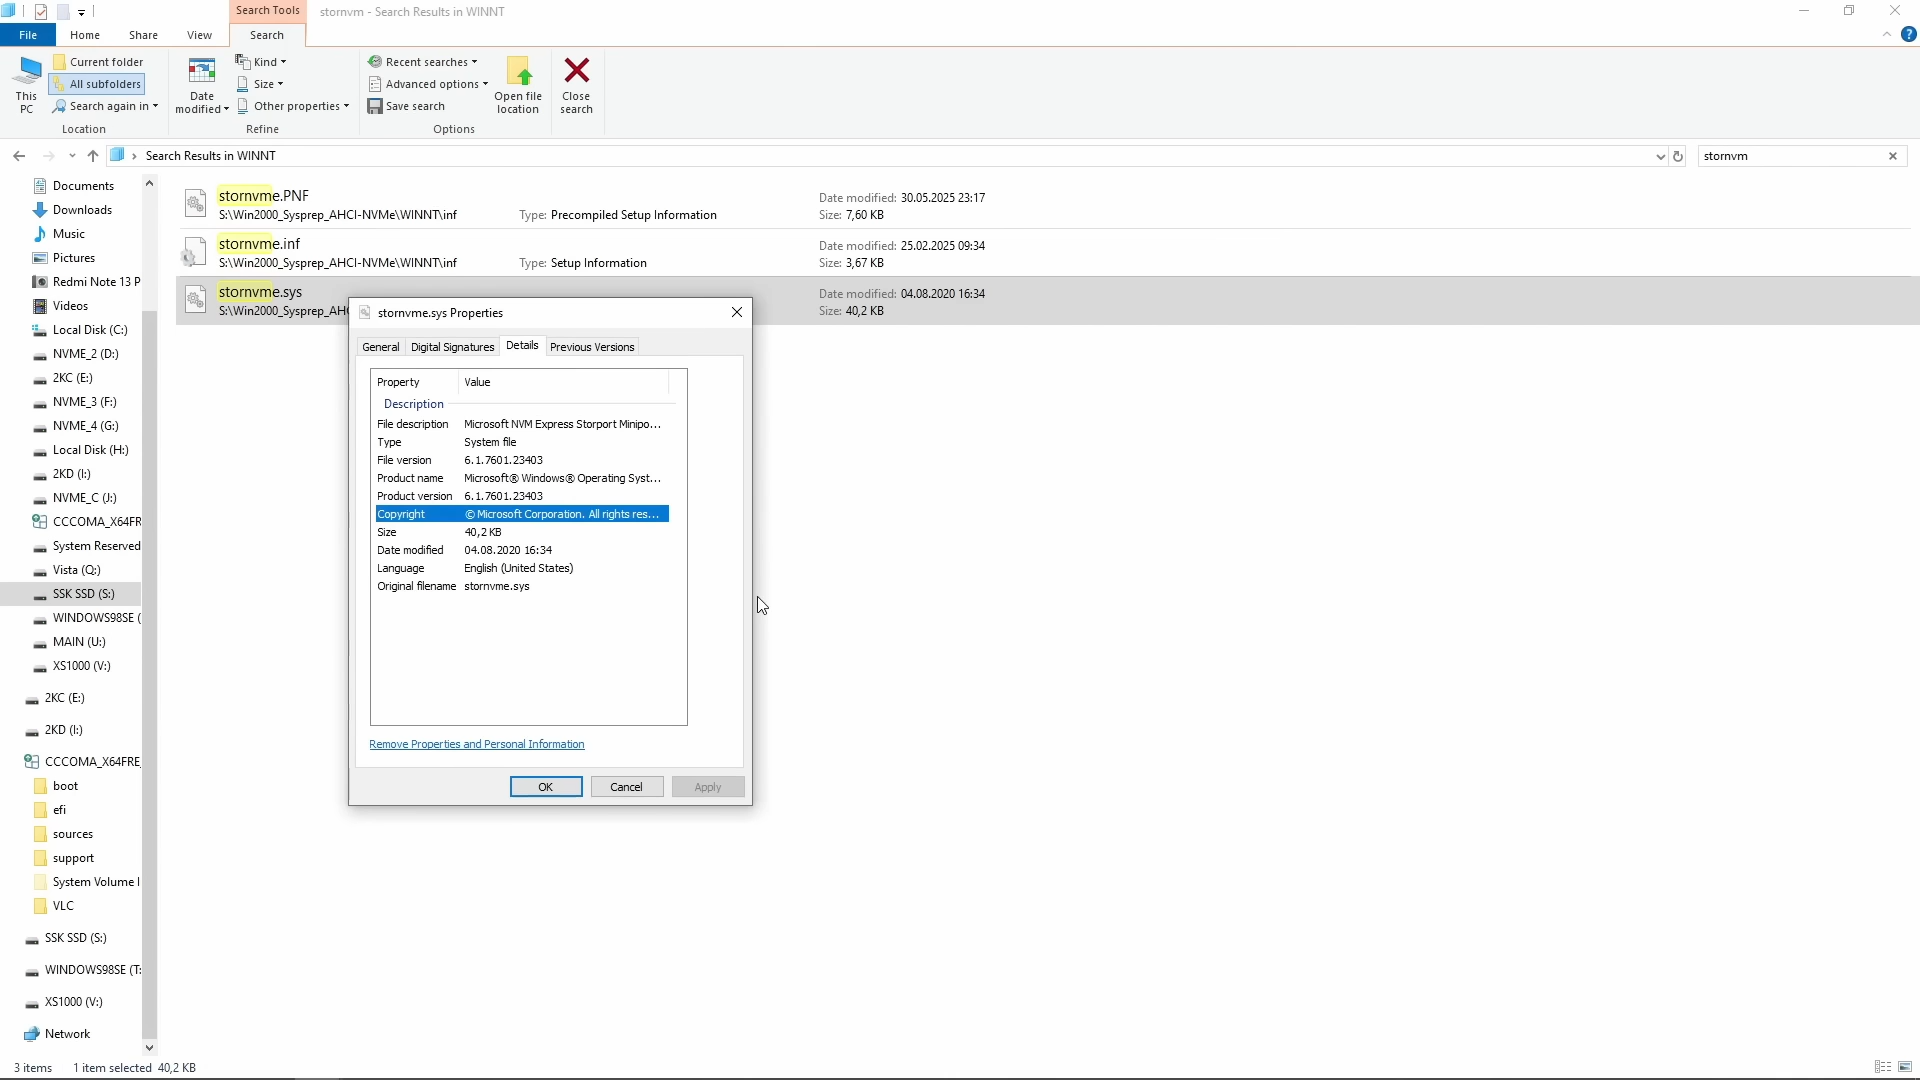 Search Tools
stornvm - Search Results in WINNT
File
Home
Share
View
Search
This PC
Current folder
All subfolders
Search again in
Location
Date modified
Kind
Size
Other properties
Refine
Recent searches
Advanced options
Save search
Options
Open file location
Close search
Search Results in WINNT
stornvm
Documents
Downloads
Music
Pictures
Redmi Note 13 P
Videos
Local Disk (C:)
NVME_2 (D:)
2KC (E:)
NVME_3 (F:)
NVME_4 (G:)
Local Disk (H:)
2KD (I:)
NVME_C (J:)
CCCOMA_X64FR
System Reserved
Vista (Q:)
SSK SSD (S:)
WINDOWS98SE (
MAIN (U:)
XS1000 (V:)
2KC (E:)
2KD (I:)
CCCOMA_X64FRE_
boot
efi
sources
support
System Volume I
VLC
SSK SSD (S:)
WINDOWS98SE (T:
XS1000 (V:)
Network
stornvme.PNF
S:\Win2000_Sysprep_AHCI-NVMe\WINNT\inf
Type: Precompiled Setup Information
Date modified: 30.05.2025 23:17
Size: 7,60 KB
stornvme.inf
S:\Win2000_Sysprep_AHCI-NVMe\WINNT\inf
Type: Setup Information
Date modified: 25.02.2025 09:34
Size: 3,67 KB
stornvme.sys
S:\Win2000_Sysprep_AHC
Date modified: 04.08.2020 16:34
Size: 40,2 KB
stornvme.sys Properties
General
Digital Signatures
Details
Previous Versions
Property Value
Description
File description Microsoft NVM Express Storport Minipo...
Type System file
File version 6.1.7601.23403
Product name Microsoft® Windows® Operating Syst...
Product version 6.1.7601.23403
Copyright © Microsoft Corporation. All rights res...
Size 40,2 KB
Date modified 04.08.2020 16:34
Language English (United States)
Original filename stornvme.sys
Remove Properties and Personal Information
OK
Cancel
Apply
3 items
1 item selected 40,2 KB